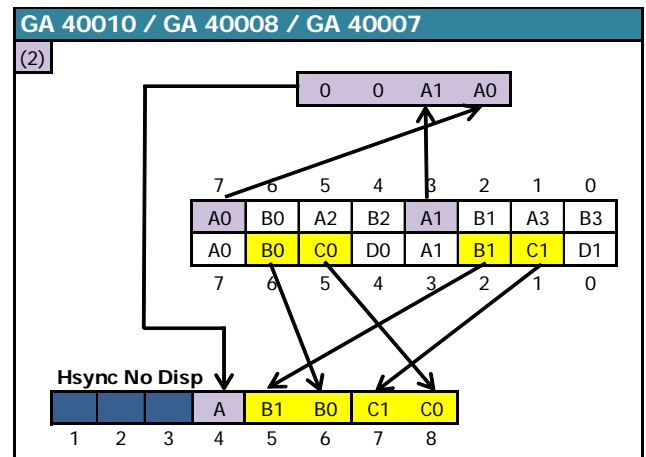 GA 40010 / GA 40008 / GA 40007
(2)
0 0 A1 A0
7 6 5 4 3 2 1 0
A0 B0 A2 B2 A1 B1 A3 B3
A0 B0 C0 D0 A1 B1 C1 D1
7 6 5 4 3 2 1 0
Hsync No Disp
A B1 B0 C1 C0
1 2 3 4 5 6 7 8